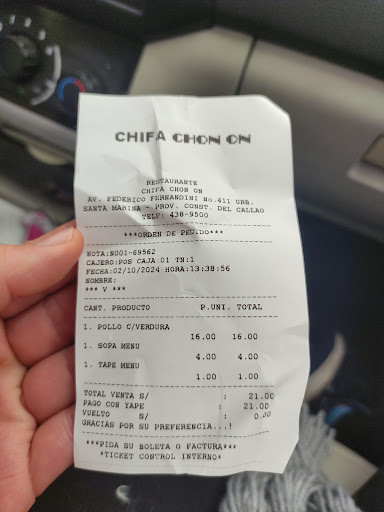 CHIFA CHON ON
RESTAURANTE
CHIFA CHON ON
AV. FEDERICO FERNANDINI No.411 URB.
SANTA MARINA - PROV. CONST. DEL CALLAO
TELF: 438-9500
***ORDEN DE PEDIDO***
NOTA:N001-69562
CAJERO:POS CAJA:01 TN:1
FECHA:02/10/2024 HORA:13:38:56
NOMBRE:
*** V ***
CANT. PRODUCTO P.UNI. TOTAL
1. POLLO C/VERDURA
16.00 16.00
1. SOPA MENU
4.00 4.00
1. TAPE MENU
1.00 1.00
TOTAL VENTA S/ : 21.00
PAGO CON YAPE : 21.00
VUELTO S/ : 0.00
GRACIAS POR SU PREFERENCIA...!
***PIDA SU BOLETA O FACTURA***
*TICKET CONTROL INTERNO*